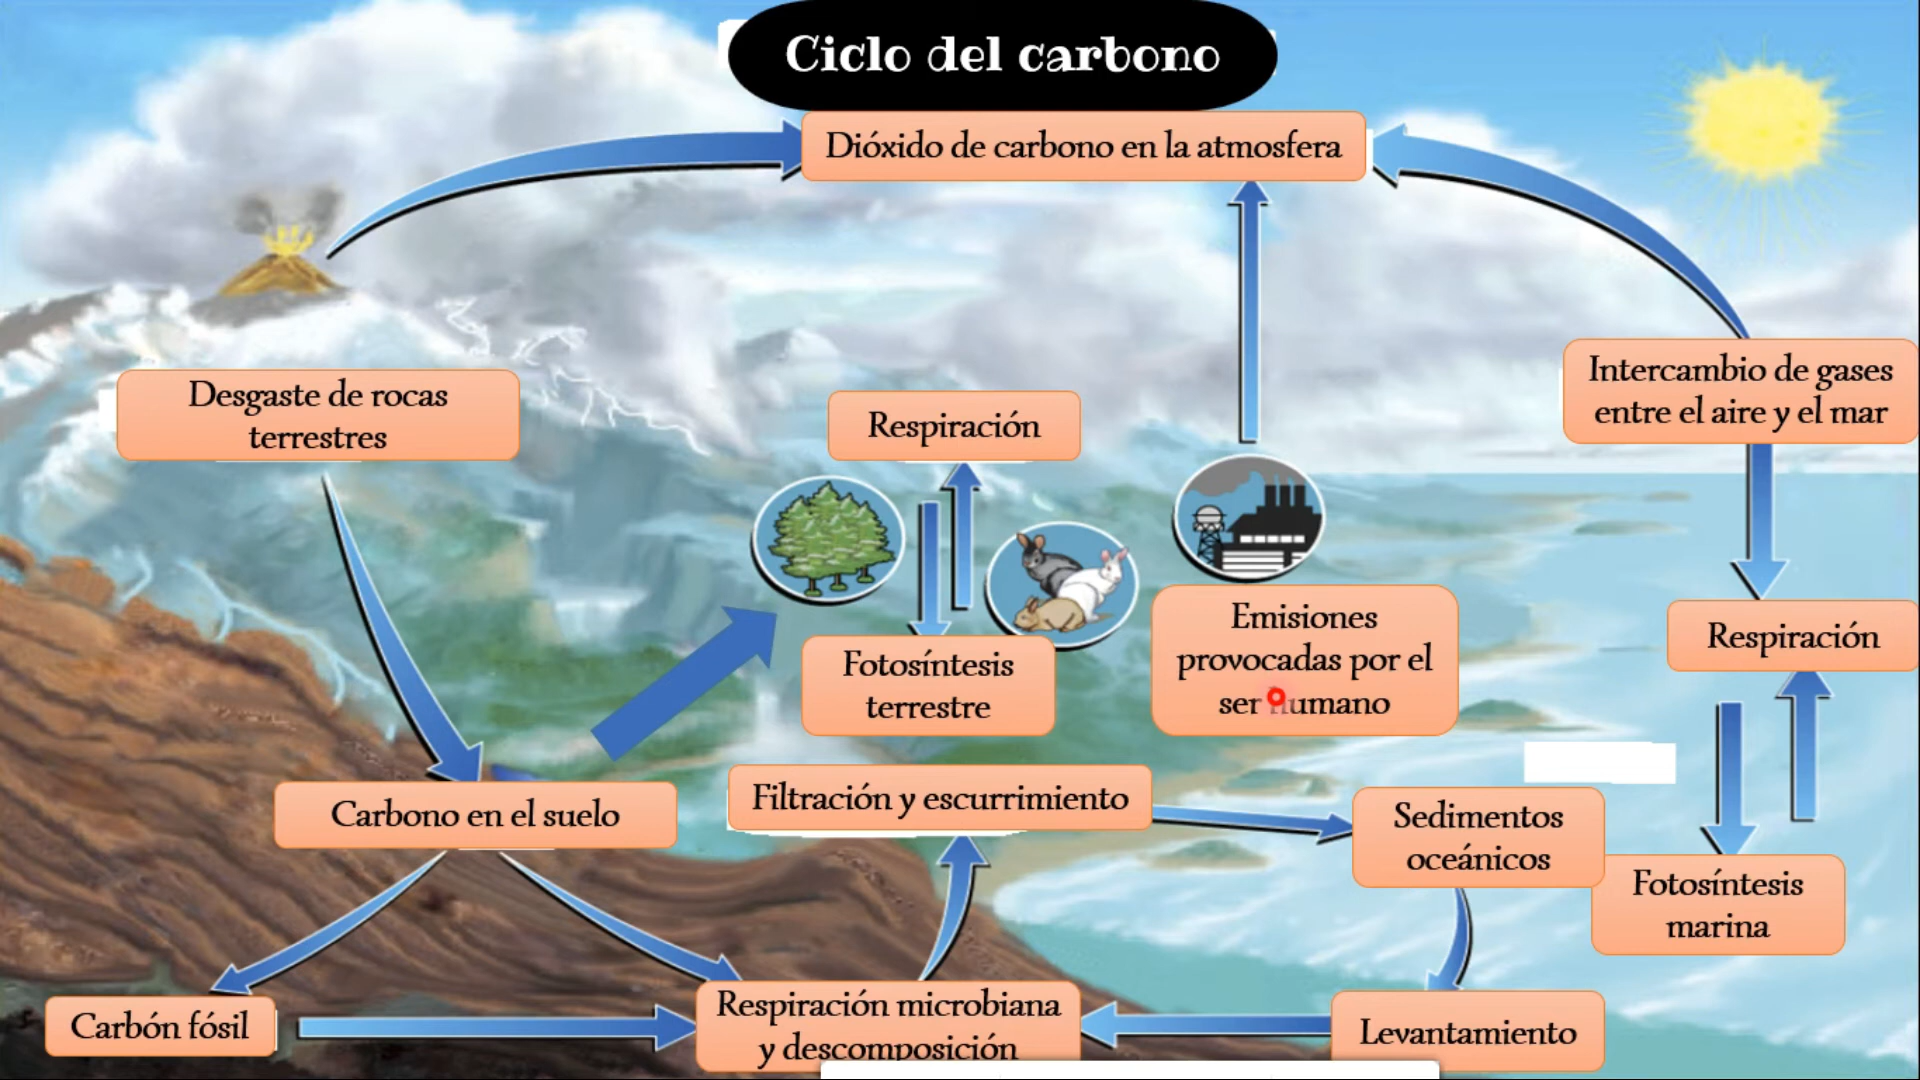 Ciclo del carbono
Dióxido de carbono en la atmosfera
Intercambio de gases
entre el aire y el mar
Desgaste de rocas
terrestres
Respiración
Emisiones
provocadas por el
ser humano
Respiración
Fotosíntesis
terrestre
Filtración y escurrimiento
Carbono en el suelo
Sedimentos
oceánicos
Fotosíntesis
marina
Carbón fósil
Respiración microbiana
y descomposición
Levantamiento